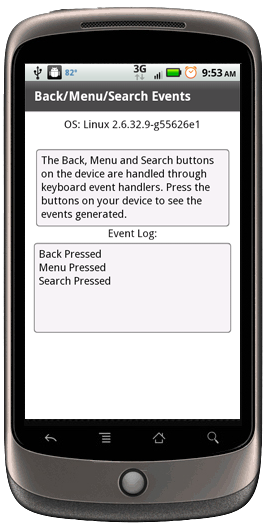 82° 3G 9:53 AM
Back/Menu/Search Events
OS: Linux 2.6.32.9-g55626e1
The Back, Menu and Search buttons
on the device are handled through
keyboard event handlers. Press the
buttons on your device to see the
events generated.
Event Log:
Back Pressed
Menu Pressed
Search Pressed